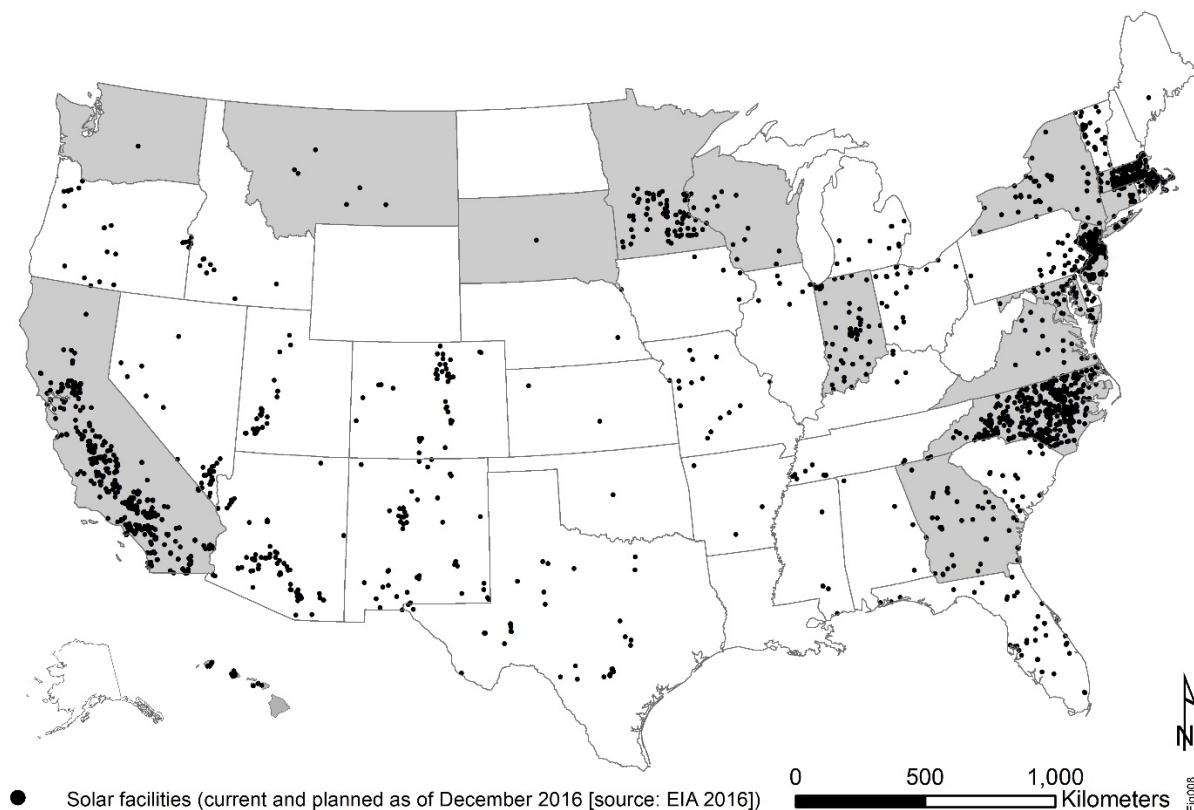 N
0 500 1,000
Kilometers
Solar facilities (current and planned as of December 2016 [source: EIA 2016])